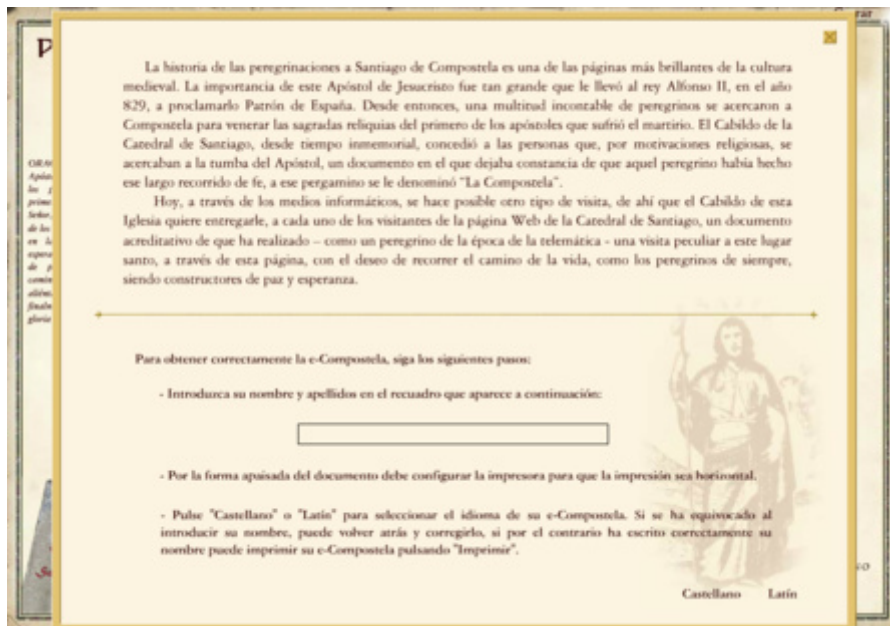 La historia de las peregrinaciones a Santiago de Compostela es una de las páginas más brillantes de la cultura
medieval. La importancia de este Apóstol de Jesucristo fue tan grande que le llevó al rey Alfonso II, en el año
829, a proclamarlo Patrón de España. Desde entonces, una multitud incontable de peregrinos se acercaron a
Compostela para venerar las sagradas reliquias del primero de los apóstoles que sufrió el martirio. El Cabildo de la
Catedral de Santiago, desde tiempo inmemorial, concedió a las personas que, por motivaciones religiosas, se
acercaban a la tumba del Apóstol, un documento en el que dejaba constancia de que aquel peregrino había hecho
ese largo recorrido de fe, a ese pergamino se le denominó "La Compostela".
Hoy, a través de los medios informáticos, se hace posible otro tipo de visita, de ahí que el Cabildo de esta
Iglesia quiere entregarle, a cada uno de los visitantes de la página Web de la Catedral de Santiago, un documento
acreditativo de que ha realizado – como un peregrino de la época de la telemática - una visita peculiar a este lugar
santo, a través de esta página, con el deseo de recorrer el camino de la vida, como los peregrinos de siempre,
siendo constructores de paz y esperanza.
Para obtener correctamente la e-Compostela, siga los siguientes pasos:
- Introduzca su nombre y apellidos en el recuadro que aparece a continuación:
- Por la forma apaisada del documento debe configurar la impresora para que la impresión sea horizontal.
- Pulse "Castellano" o "Latín" para seleccionar el idioma de su e-Compostela. Si se ha equivocado al
introducir su nombre, puede volver atrás y corregirlo, si por el contrario ha escrito correctamente su
nombre puede imprimir su e-Compostela pulsando "Imprimir".
Castellano Latín